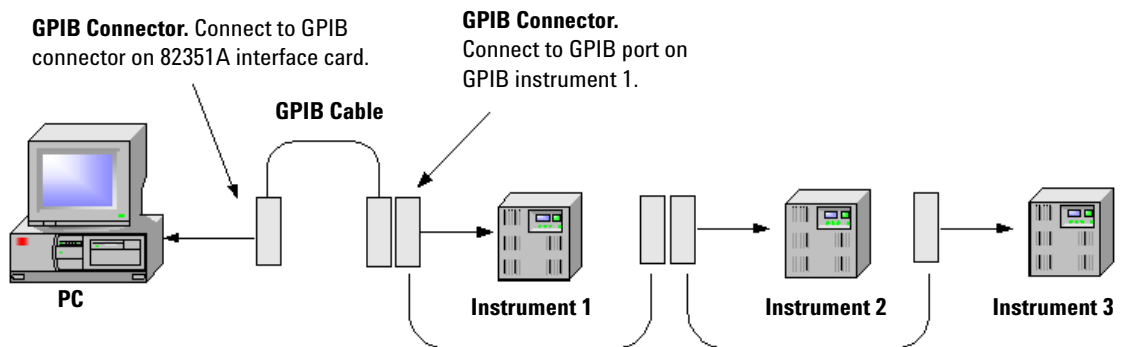 GPIB Connector. Connect to GPIB
connector on 82351A interface card.
GPIB Connector.
Connect to GPIB port on
GPIB instrument 1.
GPIB Cable
PC
Instrument 1
Instrument 2
Instrument 3